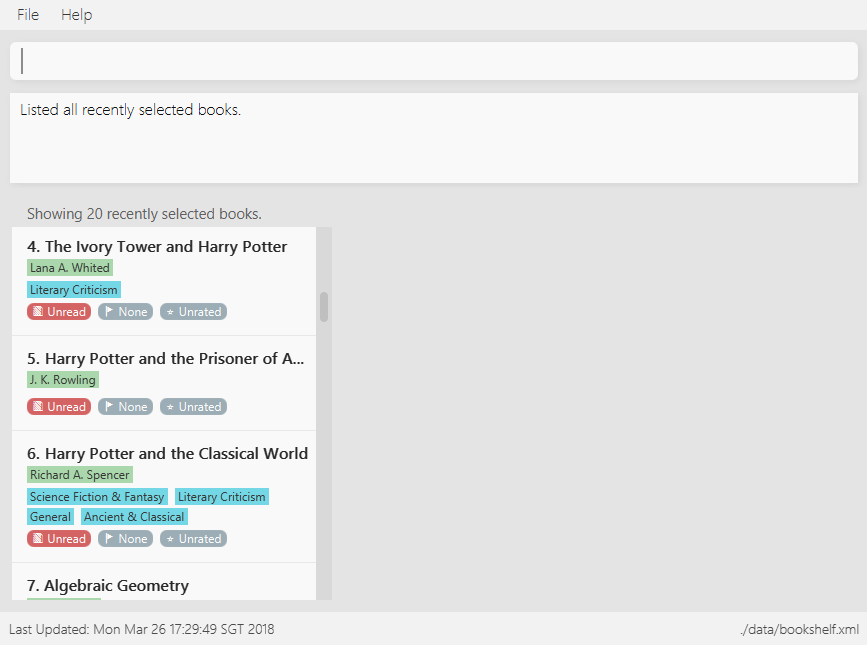 File Help
Listed all recently selected books.
Showing 20 recently selected books.
4. The Ivory Tower and Harry Potter
Lana A. Whited
Literary Criticism
Unread None Unrated
5. Harry Potter and the Prisoner of A...
J. K. Rowling
Unread None Unrated
6. Harry Potter and the Classical World
Richard A. Spencer
Science Fiction & Fantasy Literary Criticism
General Ancient & Classical
Unread None Unrated
7. Algebraic Geometry
Last Updated: Mon Mar 26 17:29:49 SGT 2018 ./data/bookshelf.xml